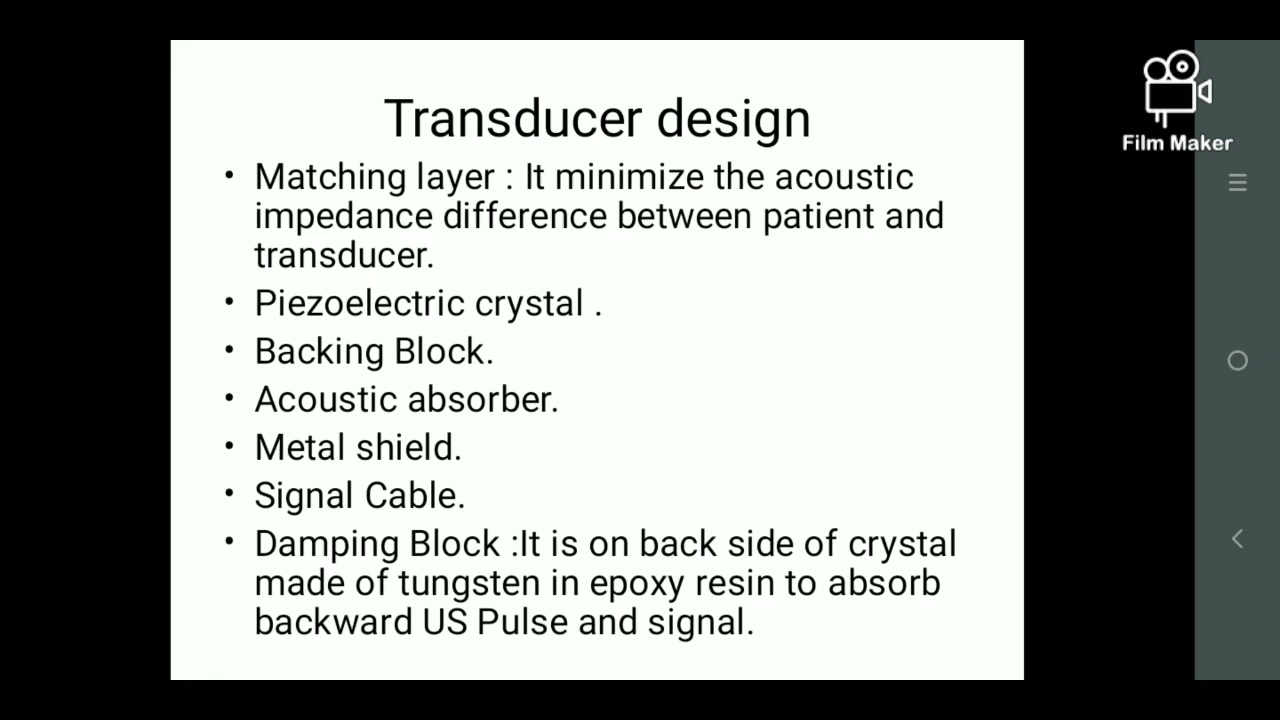 Transducer design
• Matching layer : It minimize the acoustic
impedance difference between patient and
transducer.
• Piezoelectric crystal .
• Backing Block.
• Acoustic absorber.
• Metal shield.
• Signal Cable.
• Damping Block :It is on back side of crystal
made of tungsten in epoxy resin to absorb
backward US Pulse and signal.
Film Maker